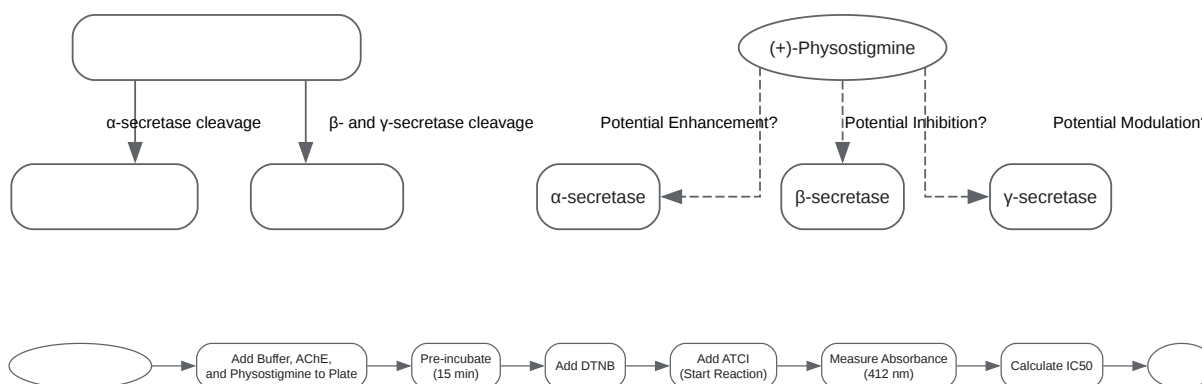 (+)-Physostigmine
α-secretase cleavage
β- and γ-secretase cleavage
Potential Enhancement?
Potential Inhibition?
Potential Modulation?
α-secretase
β-secretase
γ-secretase
Add Buffer, AChE,
and Physostigmine to Plate
Pre-incubate
(15 min)
Add DTNB
Add ATCI
(Start Reaction)
Measure Absorbance
(412 nm)
Calculate IC50